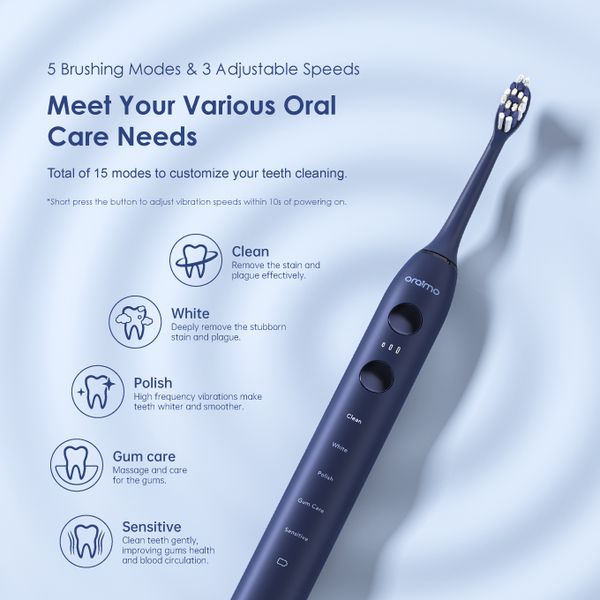 5 Brushing Modes & 3 Adjustable Speeds
Meet Your Various Oral
Care Needs
Total of 15 modes to customize your teeth cleaning.
*Short press the button to adjust vibration speeds within 10s of powering on.
Clean
Remove the stain and
plague effectively.
White
Deeply remove the stubborn
stain and plague.
Polish
High frequency vibrations make
teeth whiter and smoother.
Gum care
Massage and care
for the gums.
Sensitive
Clean teeth gently,
improving gums health
and blood circulation.
oraimo
Clean
White
Polish
Gum Care
Sensitive